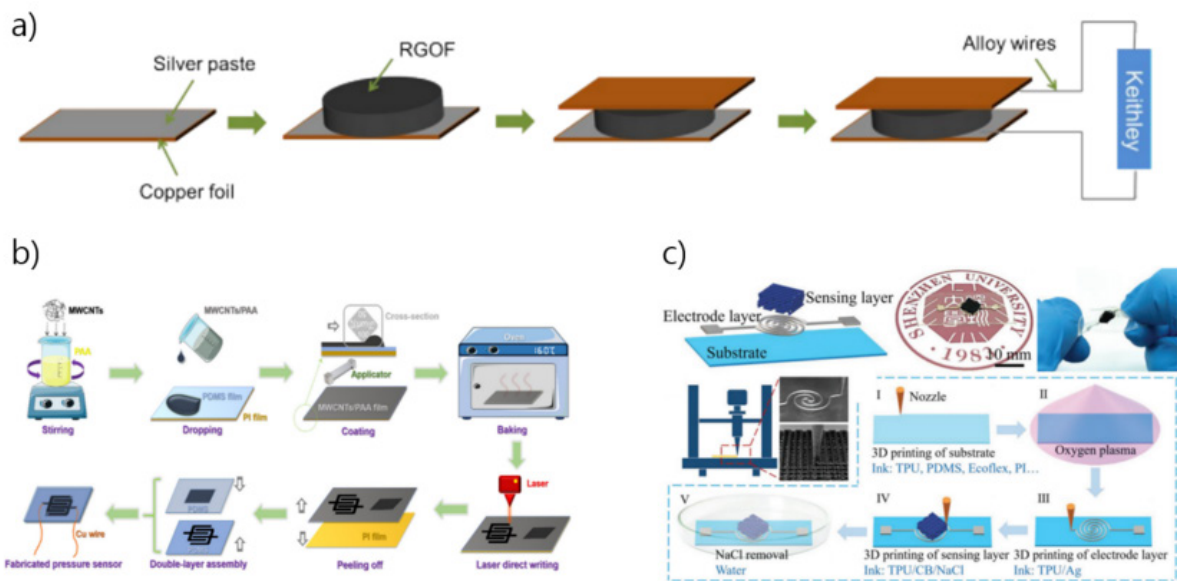 a)
Silver paste
Copper foil
RGOF
Alloy wires
Keithley
b)
MWCNTs
PAA
Stirring
MWCNTs/PAA
PDMS film
PI film
Dropping
Cross-section
Applicator
MWCNTs/PAA film
Coating
Oven
Baking
Laser
Laser direct writing
PI film
Peeling off
PDMS
Double-layer assembly
Cu wire
Fabricated pressure sensor
c)
Sensing layer
Electrode layer
Substrate
SHENZHEN UNIVERSITY
1983
10 mm
I
Nozzle
3D printing of substrate
Ink: TPU, PDMS, Ecoflex, PI...
II
Oxygen plasma
III
3D printing of electrode layer
Ink: TPU/Ag
IV
3D printing of sensing layer
Ink: TPU/CB/NaCl
V
NaCl removal
Water